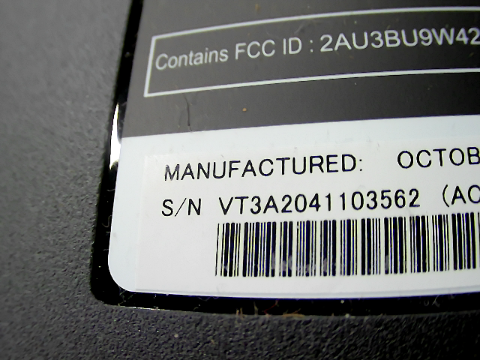 Contains FCC ID : 2AU3BU9W42
MANUFACTURED: OCTOB
S/N VT3A2041103562 (AC